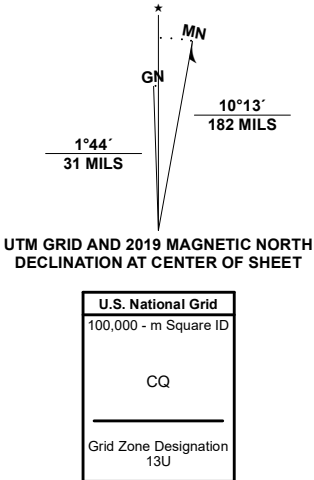 ★
MN
GN
10°13´
182 MILS
1°44´
31 MILS
UTM GRID AND 2019 MAGNETIC NORTH
DECLINATION AT CENTER OF SHEET
U.S. National Grid
100,000 - m Square ID
CQ
Grid Zone Designation
13U